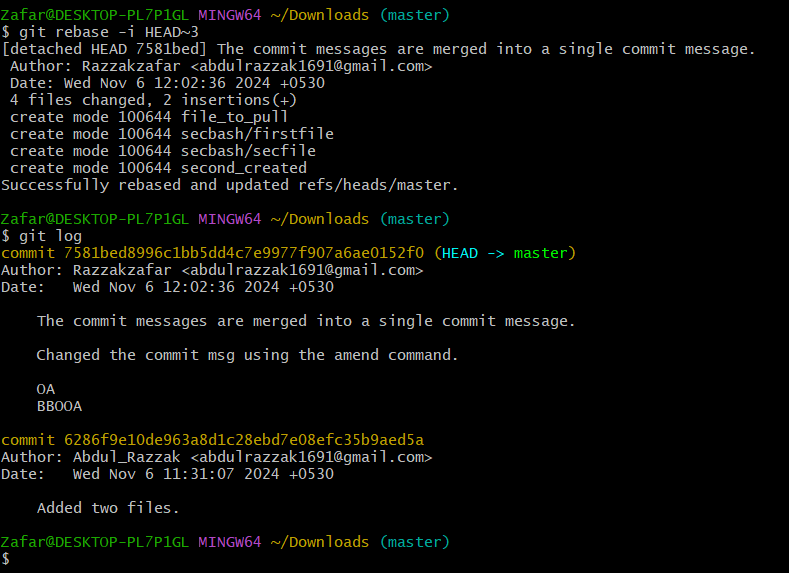 Zafar@DESKTOP-PL7P1GL MINGW64 ~/Downloads (master)
$ git rebase -i HEAD~3
[detached HEAD 7581bed] The commit messages are merged into a single commit message.
 Author: Razzakzafar <abdulrazzak1691@gmail.com>
 Date: Wed Nov 6 12:02:36 2024 +0530
 4 files changed, 2 insertions(+)
 create mode 100644 file_to_pull
 create mode 100644 secbash/firstfile
 create mode 100644 secbash/secfile
 create mode 100644 second_created
Successfully rebased and updated refs/heads/master.

Zafar@DESKTOP-PL7P1GL MINGW64 ~/Downloads (master)
$ git log
commit 7581bed8996c1bb5dd4c7e9977f907a6ae0152f0 (HEAD -> master)
Author: Razzakzafar <abdulrazzak1691@gmail.com>
Date:   Wed Nov 6 12:02:36 2024 +0530

    The commit messages are merged into a single commit message.

    Changed the commit msg using the amend command.

    OA
    BBOOA

commit 6286f9e10de963a8d1c28ebd7e08efc35b9aed5a
Author: Abdul_Razzak <abdulrazzak1691@gmail.com>
Date:   Wed Nov 6 11:31:07 2024 +0530

    Added two files.

Zafar@DESKTOP-PL7P1GL MINGW64 ~/Downloads (master)
$